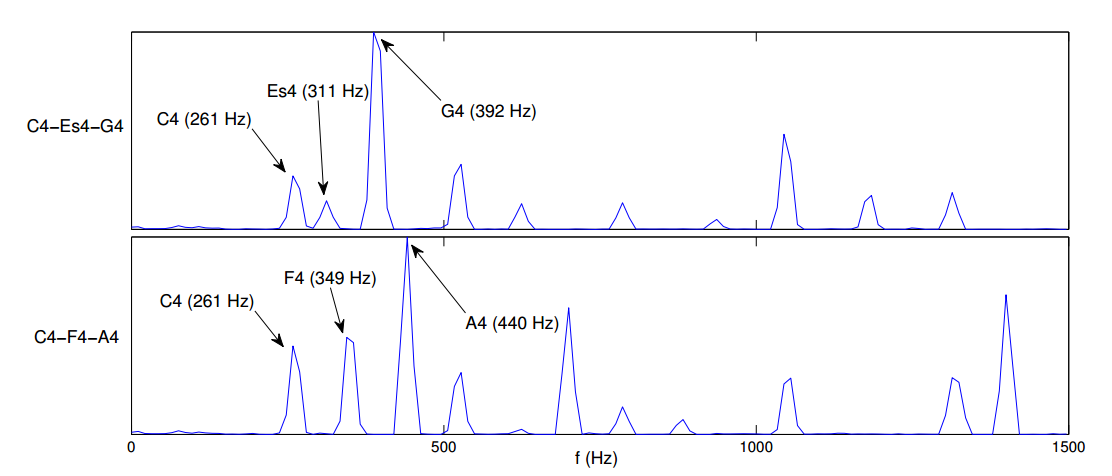 Es4 (311 Hz)
G4 (392 Hz)
C4 (261 Hz)
C4−Es4−G4
F4 (349 Hz)
C4 (261 Hz)
A4 (440 Hz)
C4−F4−A4
0
500
1000
1500
f (Hz)